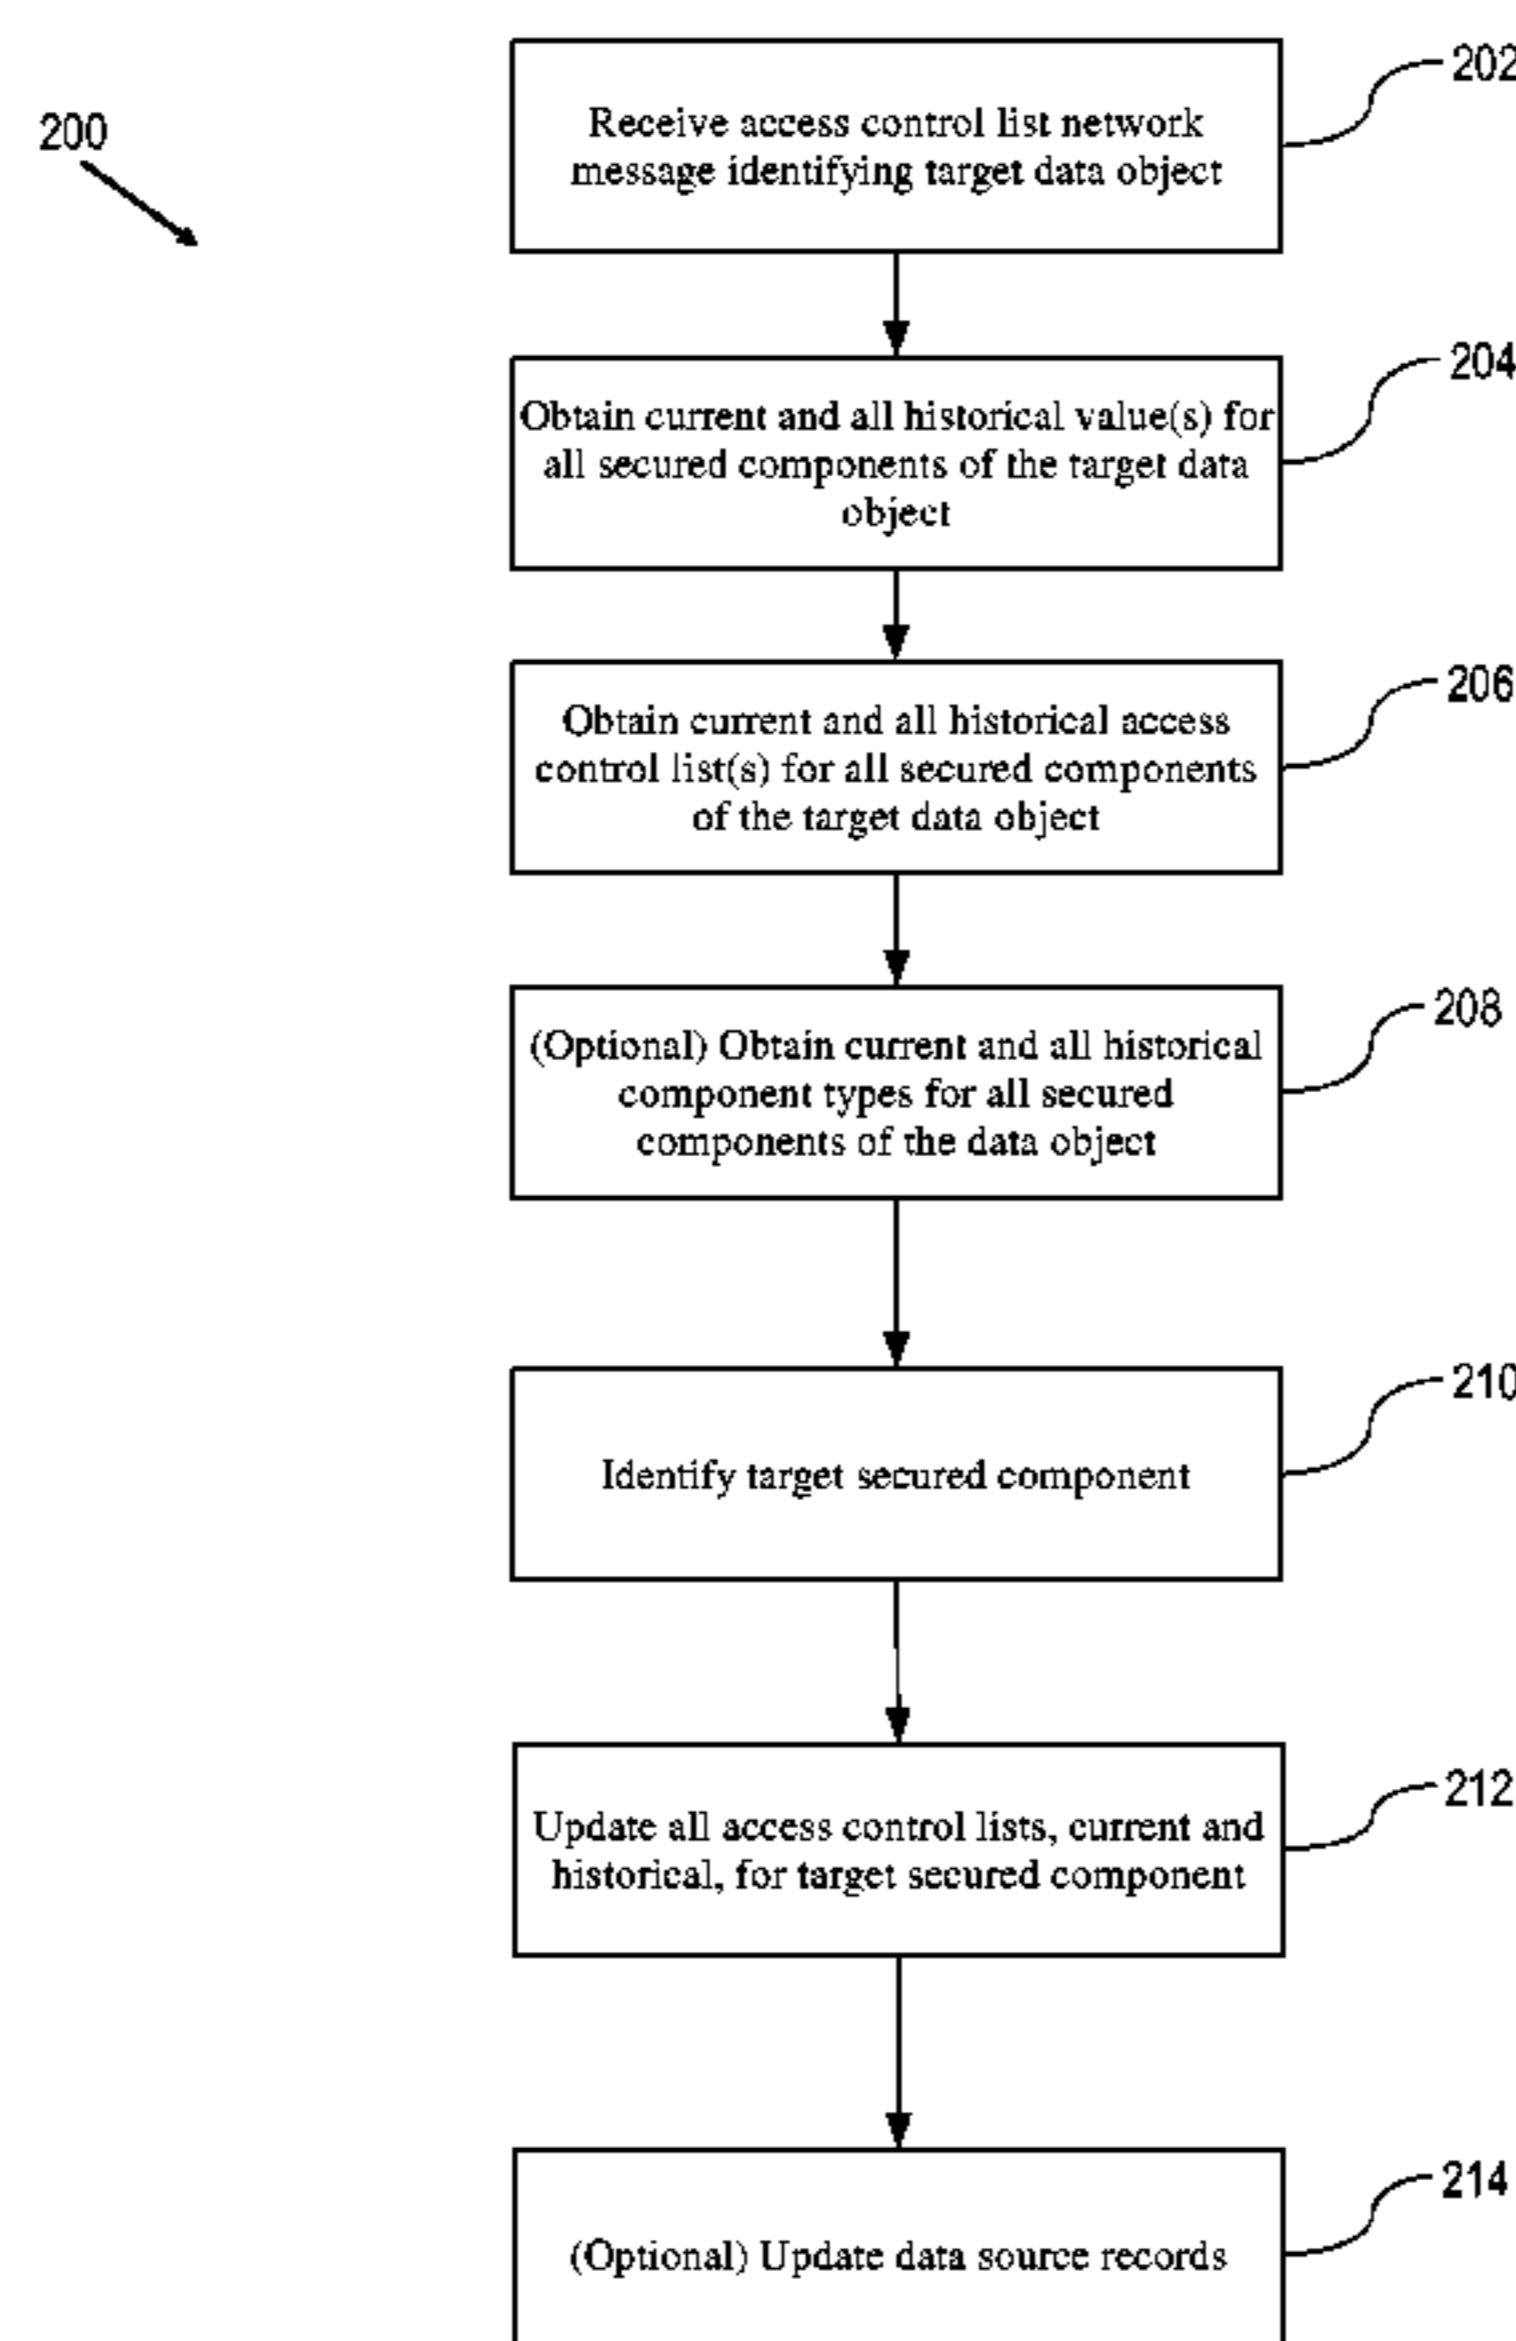 200
202
Receive access control list network
message identifying target data object
204
Obtain current and all historical value(s) for
all secured components of the target data
object
206
Obtain current and all historical access
control list(s) for all secured components
of the target data object
208
(Optional) Obtain current and all historical
component types for all secured
components of the data object
210
Identify target secured component
212
Update all access control lists, current and
historical, for target secured component
214
(Optional) Update data source records